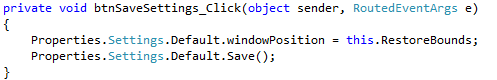 private void btnSaveSettings_Click(object sender, RoutedEventArgs e)
{
    Properties.Settings.Default.windowPosition = this.RestoreBounds;
    Properties.Settings.Default.Save();
}